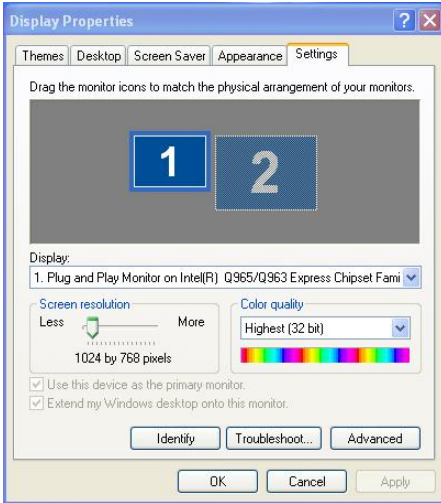 Display Properties
Themes Desktop Screen Saver Appearance Settings
Drag the monitor icons to match the physical arrangement of your monitors.
1 2
Display:
1. Plug and Play Monitor on Intel(R) Q965/Q963 Express Chipset Fami
Screen resolution
Less More
1024 by 768 pixels
Color quality
Highest (32 bit)
Use this device as the primary monitor.
Extend my Windows desktop onto this monitor.
Identify Troubleshoot... Advanced
OK Cancel Apply